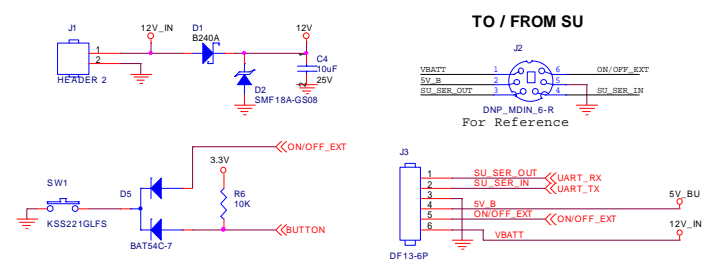 TO / FROM SU
J1
12V_IN
D1
B240A
12V
1
2
HEADER 2
D2
SMF18A-GS08
C4
10uF
25V
J2
VBATT
1
6
ON/OFF_EXT
5V_B
2
5
SU_SER_OUT
3
4
SU_SER_IN
DNP_MDIN_6-R
For Reference
ON/OFF_EXT
3.3V
SW1
D5
R6
10K
KSS221GLFS
BAT54C-7
BUTTON
J3
1
SU_SER_OUT
UART_RX
2
SU_SER_IN
UART_TX
3
4
5V_B
5V_BU
5
ON/OFF_EXT
ON/OFF_EXT
12V_IN
6
VBATT
DF13-6P